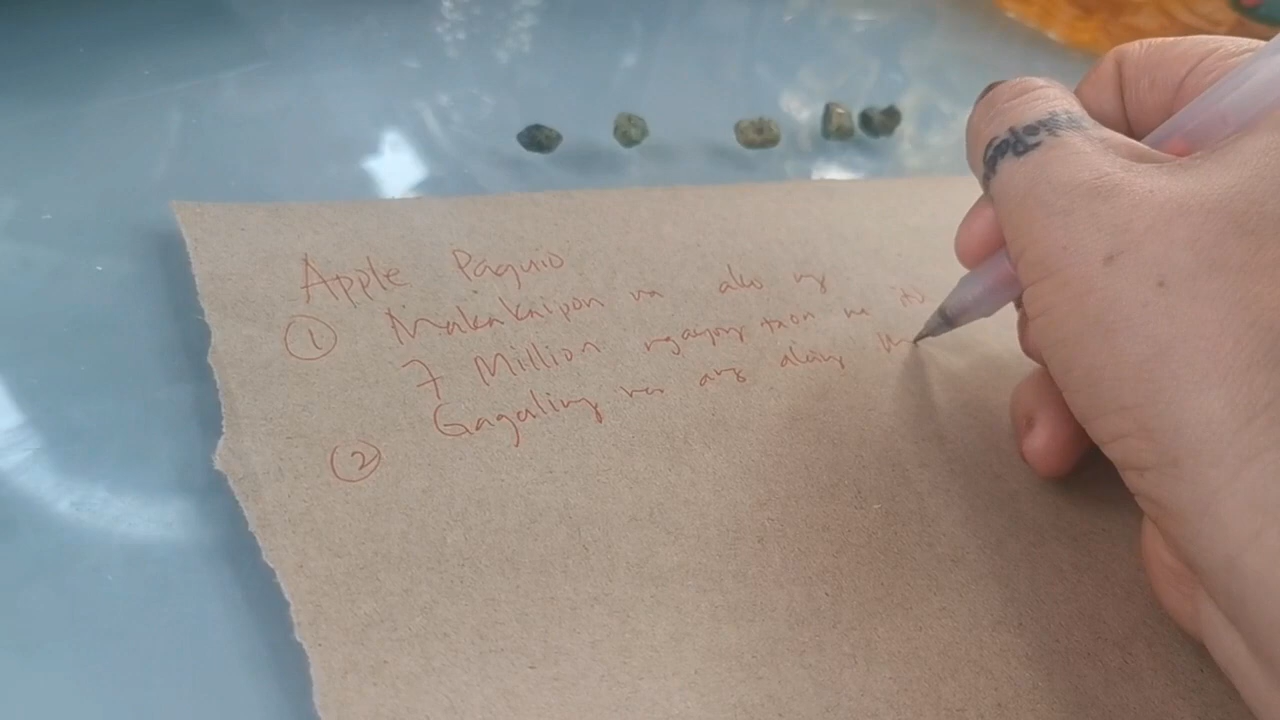 Apple Paguio
① Makakaipon na ako ng
7 Million ngayong taon na ito
② Gagaling na ang aking